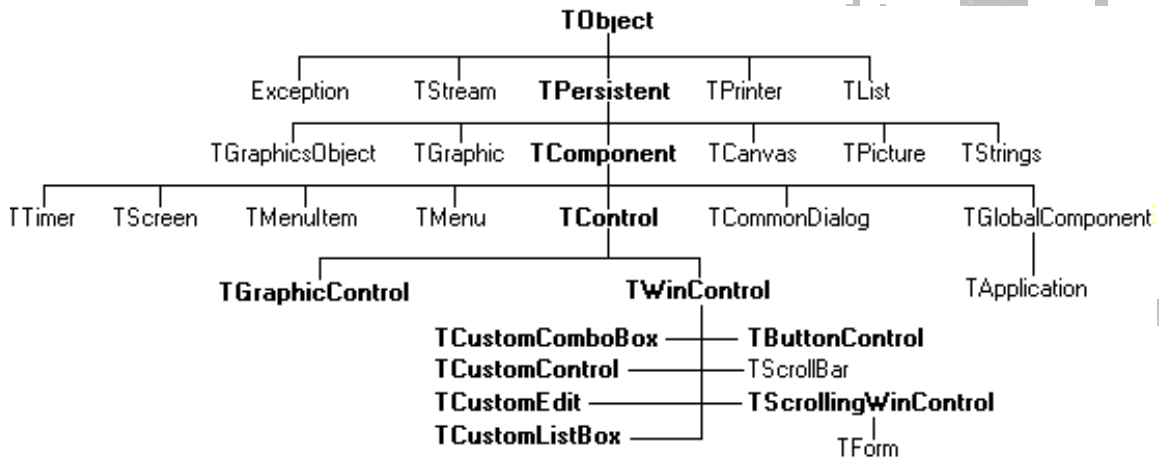 TObject
Exception TStream TPersistent TPrinter TList
TGraphicsObject TGraphic TComponent TCanvas TPicture TStrings
TTimer TScreen TMenuItem TMenu TControl TCommonDialog TGlobalComponent
TGraphicControl TWinControl TApplication
TCustomComboBox TButtonControl
TCustomControl TScrollBar
TCustomEdit TScrollingWinControl
TCustomListBox
TForm